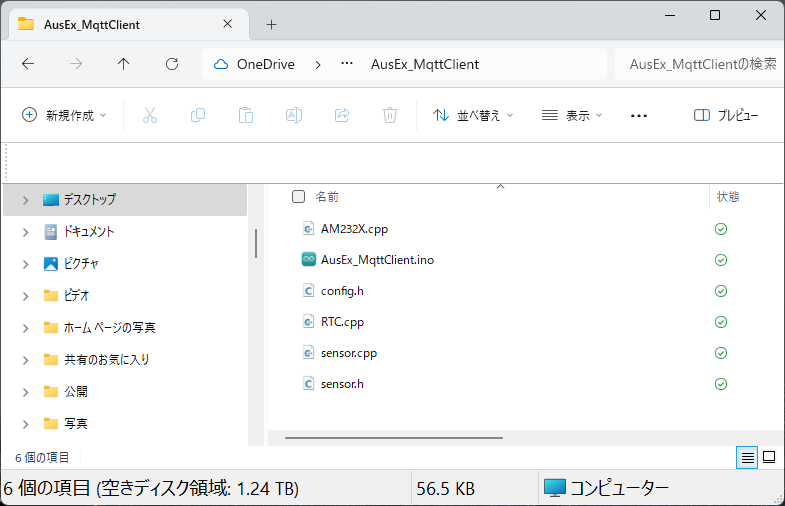 AusEx_MqttClient
OneDrive
AusEx_MqttClient
AusEx_MqttClientの検索
新規作成
並べ替え
表示
プレビュー
デスクトップ
ドキュメント
ピクチャ
ビデオ
ホームページの写真
共有のお気に入り
公開
写真
名前
状態
AM232X.cpp
AusEx_MqttClient.ino
config.h
RTC.cpp
sensor.cpp
sensor.h
6 個の項目
6 個の項目 (空きディスク領域: 1.24 TB)
56.5 KB
コンピューター